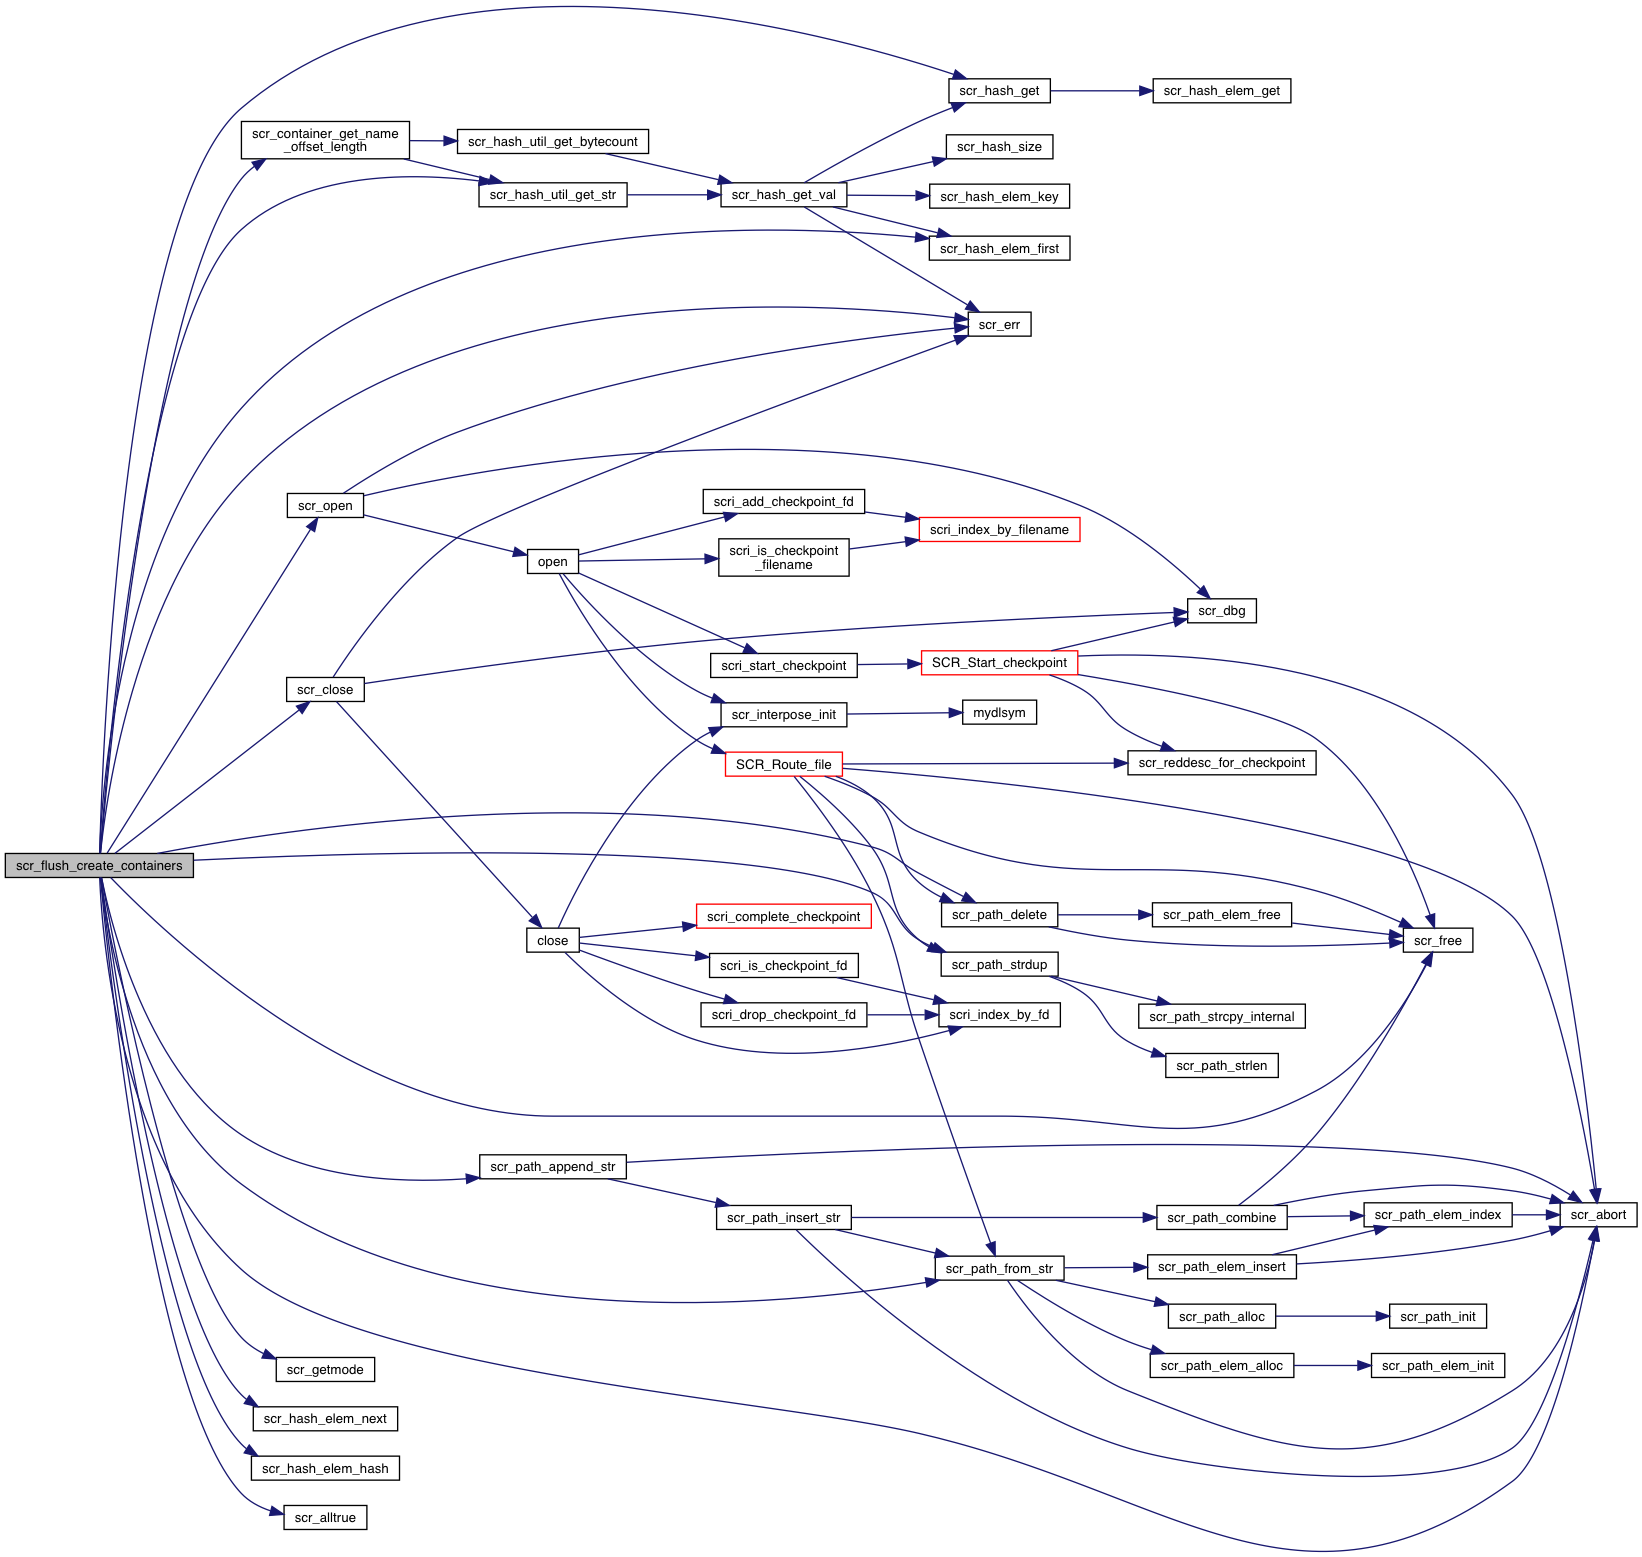 scr_hash_get
scr_hash_elem_get
scr_container_get_name
_offset_length
scr_hash_util_get_bytecount
scr_hash_size
scr_hash_util_get_str
scr_hash_get_val
scr_hash_elem_key
scr_hash_elem_first
scr_err
scr_open
scri_add_checkpoint_fd
scri_index_by_filename
open
scri_is_checkpoint
_filename
scr_dbg
scri_start_checkpoint
SCR_Start_checkpoint
scr_close
scr_interpose_init
mydlsym
SCR_Route_file
scr_reddesc_for_checkpoint
scr_flush_create_containers
scri_complete_checkpoint
scr_path_delete
scr_path_elem_free
close
scr_free
scri_is_checkpoint_fd
scr_path_strdup
scri_drop_checkpoint_fd
scri_index_by_fd
scr_path_strcpy_internal
scr_path_strlen
scr_path_append_str
scr_path_insert_str
scr_path_combine
scr_path_elem_index
scr_abort
scr_path_from_str
scr_path_elem_insert
scr_path_alloc
scr_path_init
scr_getmode
scr_path_elem_alloc
scr_path_elem_init
scr_hash_elem_next
scr_hash_elem_hash
scr_alltrue